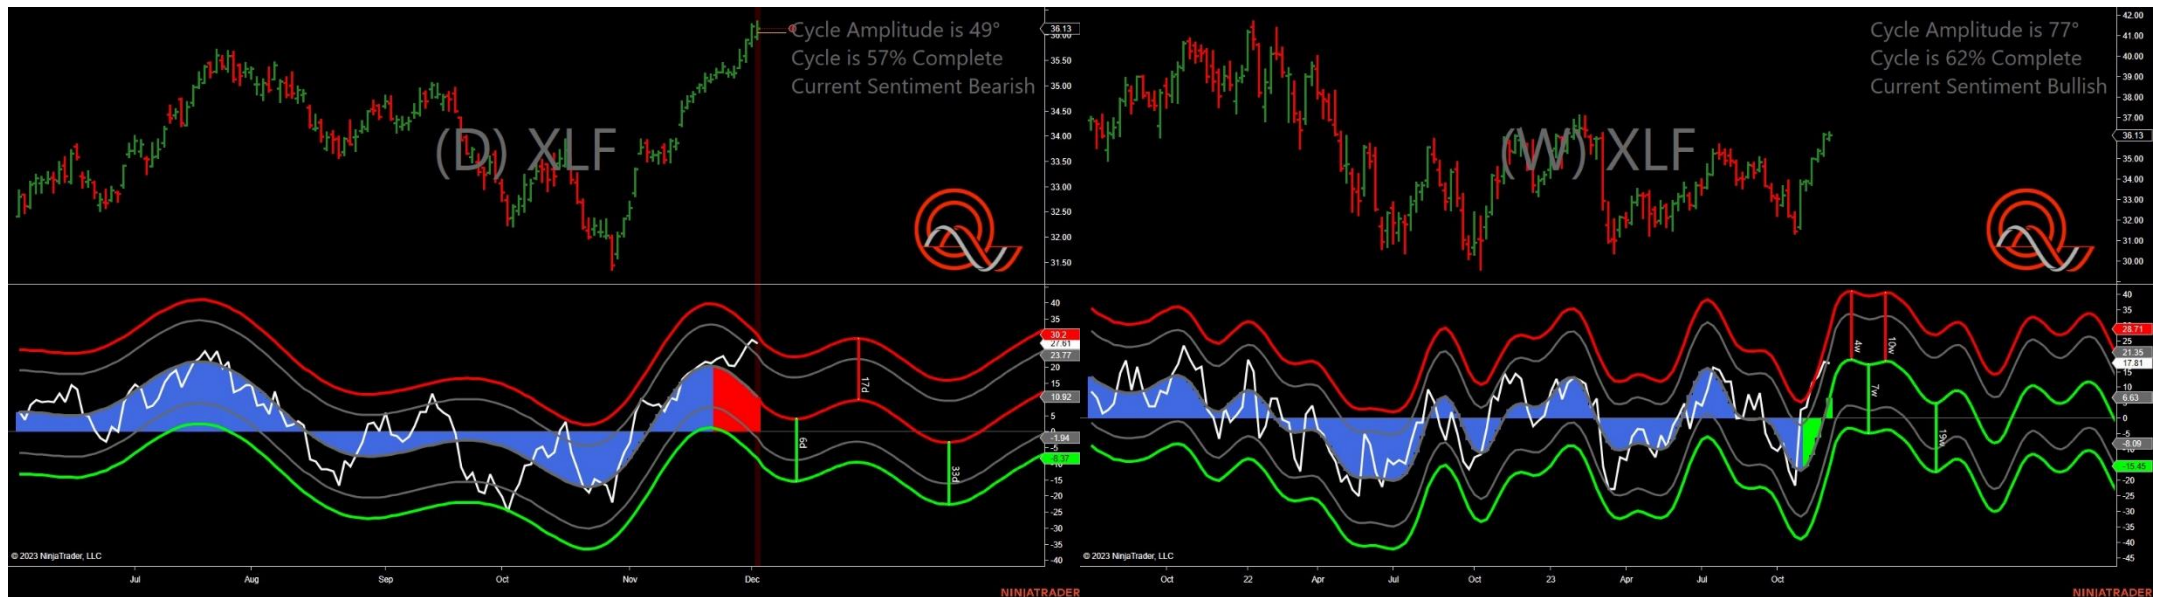 Cycle Amplitude is 49°
Cycle is 57% Complete
Current Sentiment Bearish
(D) XLF
36.13
36.00
35.50
35.00
34.00
33.50
33.00
32.50
32.00
31.50
40
35
30.2
27.61
23.77
20
15
10.92
5
0
-1.94
-5
-8.37
-10
-15
-20
-25
-30
-35
-40
6d
17d
33d
© 2023 NinjaTrader, LLC
Jul
Aug
Sep
Oct
Nov
Dec
NINJATRADER
Cycle Amplitude is 77°
Cycle is 62% Complete
Current Sentiment Bullish
(W) XLF
42.00
41.00
40.00
39.00
38.00
37.00
36.13
35.00
34.00
33.00
32.00
31.00
30.00
40
35
28.71
25
21.35
17.81
15
10
6.63
5
0
-5
-8.09
-10
-15.45
-20
-25
-30
-35
-40
-45
4w
10w
7w
19w
© 2023 NinjaTrader, LLC
Oct
22
Apr
Jul
Oct
23
Apr
Jul
Oct
NINJATRADER